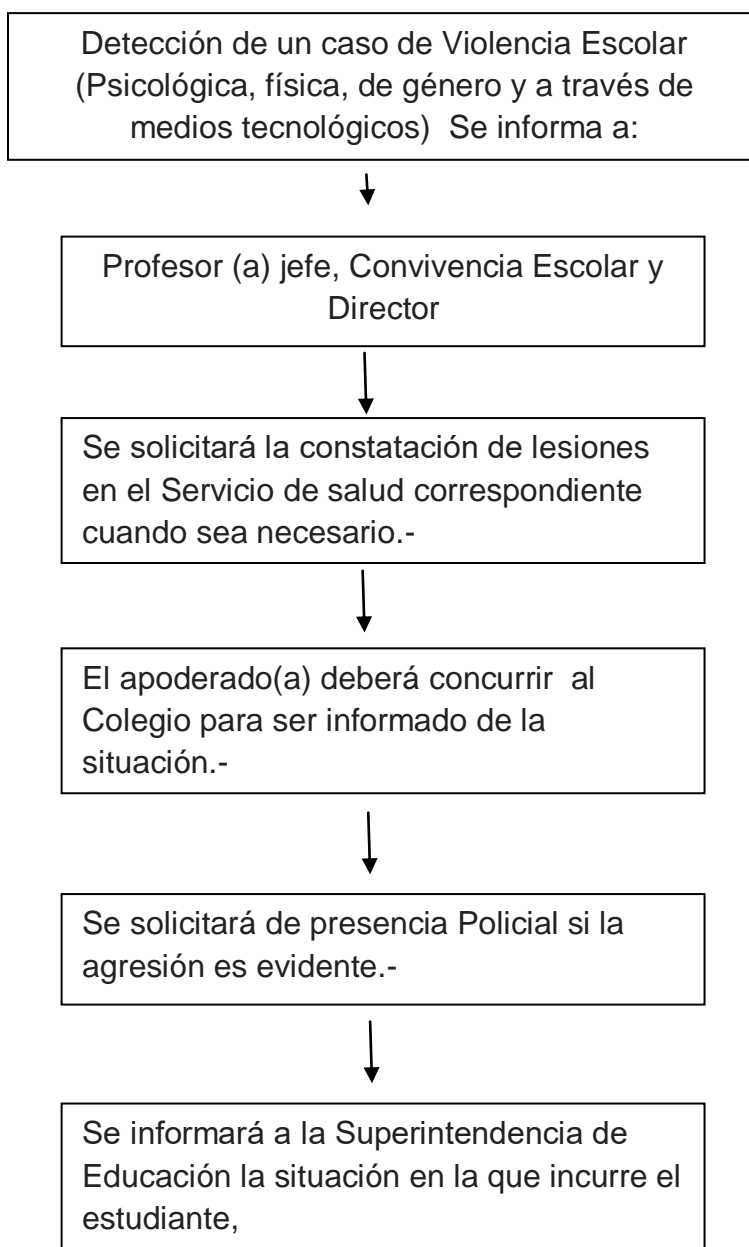 Detección de un caso de Violencia Escolar
(Psicológica, física, de género y a través de
medios tecnológicos)  Se informa a:
Profesor (a) jefe, Convivencia Escolar y
Director
Se solicitará la constatación de lesiones
en el Servicio de salud correspondiente
cuando sea necesario.-
El apoderado(a) deberá concurrir  al
Colegio para ser informado de la
situación.-
Se solicitará de presencia Policial si la
agresión es evidente.-
Se informará a la Superintendencia de
Educación la situación en la que incurre el
estudiante,